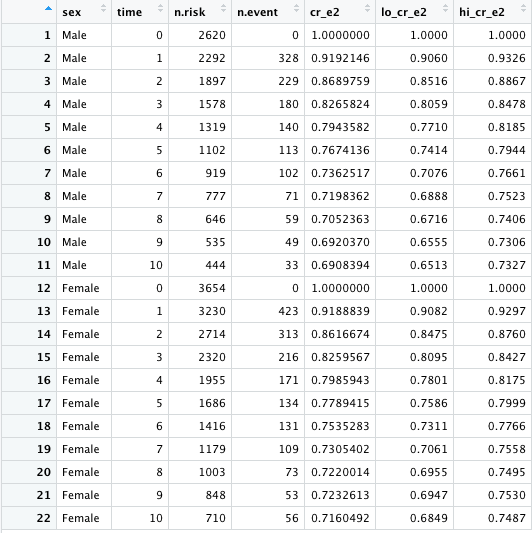 sex time n.risk n.event cr_e2 lo_cr_e2 hi_cr_e2
1 Male 0 2620 0 1.0000000 1.0000 1.0000
2 Male 1 2292 328 0.9192146 0.9060 0.9326
3 Male 2 1897 229 0.8689759 0.8516 0.8867
4 Male 3 1578 180 0.8265824 0.8059 0.8478
5 Male 4 1319 140 0.7943582 0.7710 0.8185
6 Male 5 1102 113 0.7674136 0.7414 0.7944
7 Male 6 919 102 0.7362517 0.7076 0.7661
8 Male 7 777 71 0.7198362 0.6888 0.7523
9 Male 8 646 59 0.7052363 0.6716 0.7406
10 Male 9 535 49 0.6920370 0.6555 0.7306
11 Male 10 444 33 0.6908394 0.6513 0.7327
12 Female 0 3654 0 1.0000000 1.0000 1.0000
13 Female 1 3230 423 0.9188839 0.9082 0.9297
14 Female 2 2714 313 0.8616674 0.8475 0.8760
15 Female 3 2320 216 0.8259567 0.8095 0.8427
16 Female 4 1955 171 0.7985943 0.7801 0.8175
17 Female 5 1686 134 0.7789415 0.7586 0.7999
18 Female 6 1416 131 0.7535283 0.7311 0.7766
19 Female 7 1179 109 0.7305402 0.7061 0.7558
20 Female 8 1003 73 0.7220014 0.6955 0.7495
21 Female 9 848 53 0.7232613 0.6947 0.7530
22 Female 10 710 56 0.7160492 0.6849 0.7487